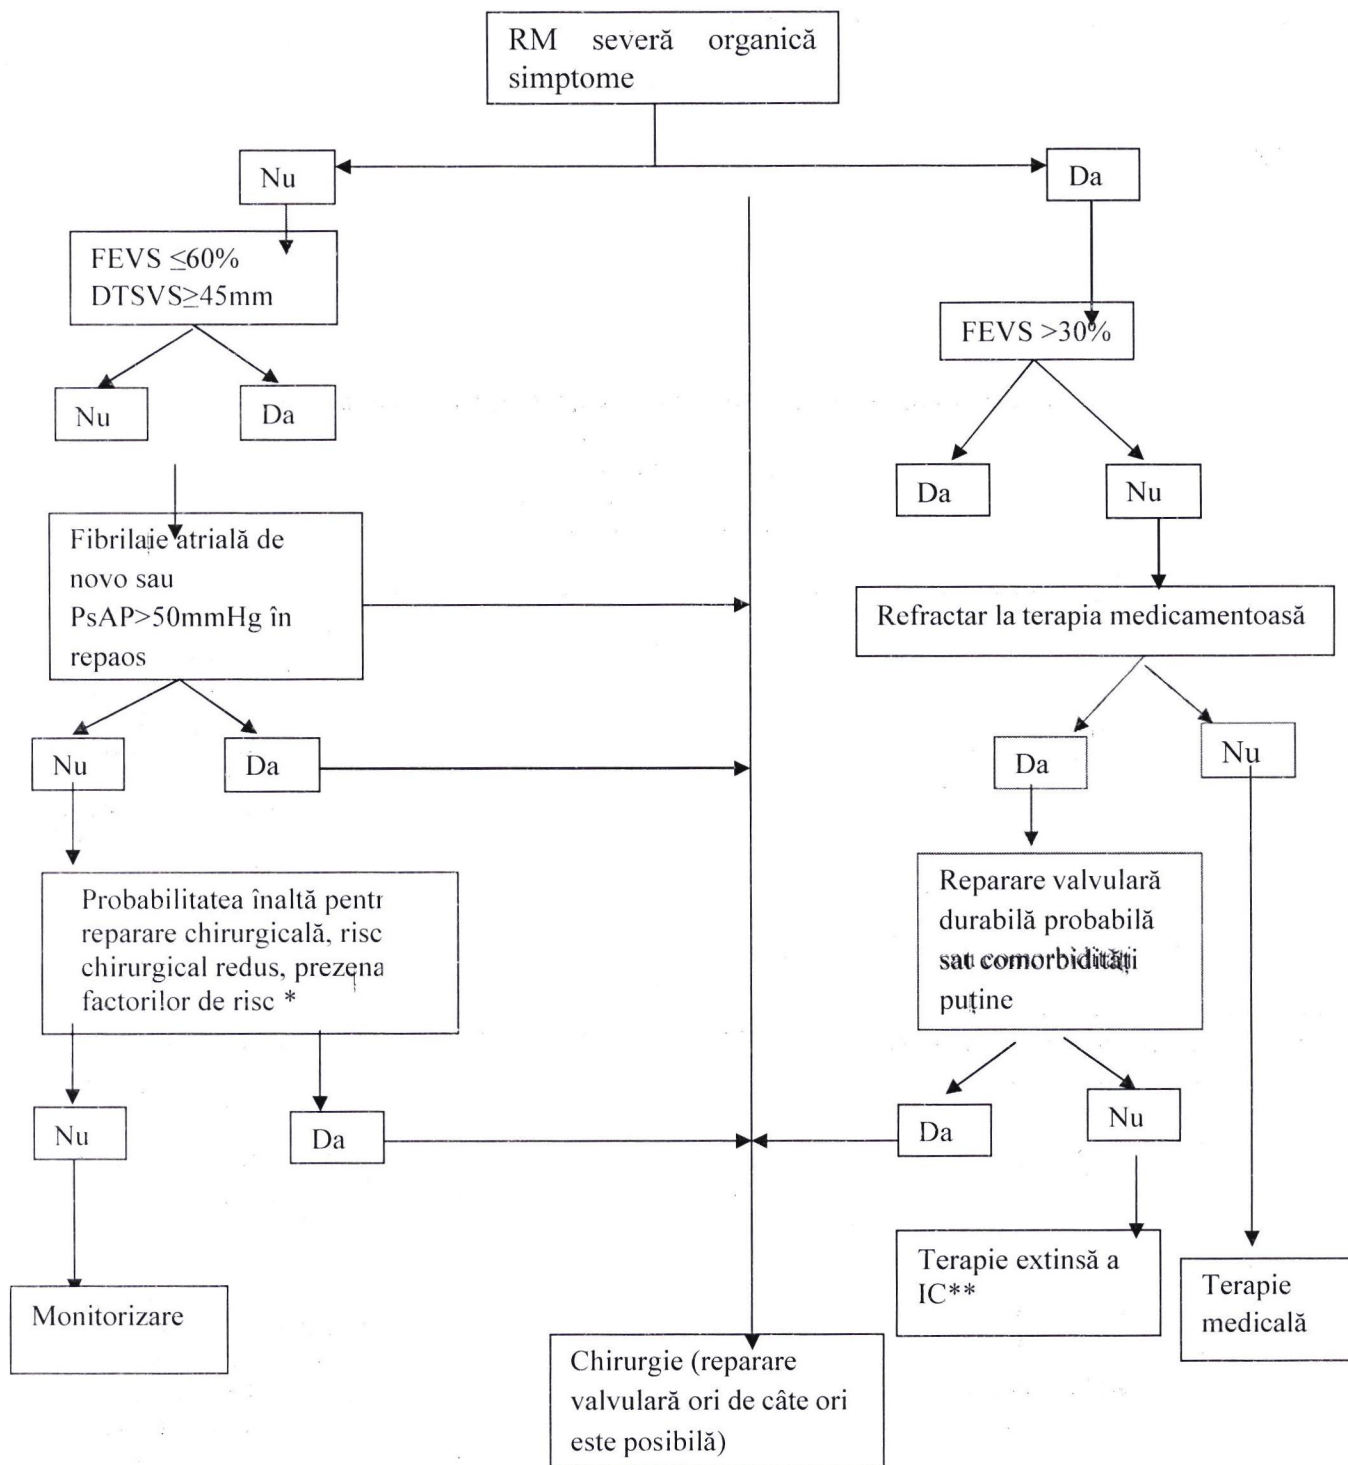 RM severă organică
simptome
Nu
Da
FEVS ≤60%
DTSVS≥45mm
FEVS >30%
Nu
Da
Da
Nu
Fibrilaie atrială de
novo sau
PsAP>50mmHg în
repaos
Refractar la terapia medicamentoasă
Nu
Da
Da
Nu
Probabilitatea înaltă pentr
reparare chirurgicală, risc
chirurgical redus, prezena
factorilor de risc *
Reparare valvulară
durabilă probabilă
comorbidități
puține
Nu
Da
Da
Nu
Monitorizare
Terapie extinsă a
IC**
Terapie
medicală
Chirurgie (reparare
valvulară ori de câte ori
este posibilă)